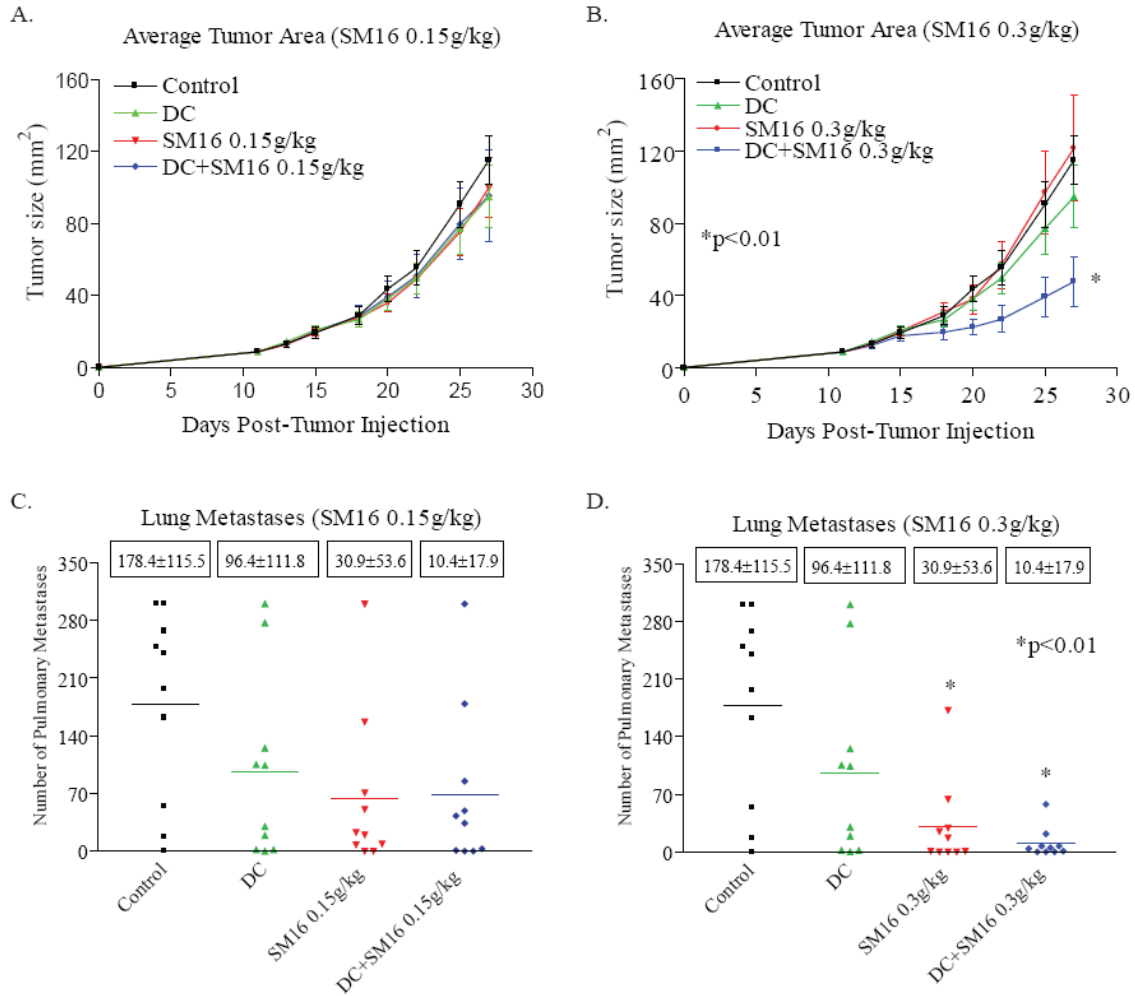 A.
Average Tumor Area (SM16 0.15g/kg)
Control
DC
SM16 0.15g/kg
DC+SM16 0.15g/kg
Tumor size (mm²)
160
120
80
40
0
0 5 10 15 20 25 30
Days Post-Tumor Injection
B.
Average Tumor Area (SM16 0.3g/kg)
Control
DC
SM16 0.3g/kg
DC+SM16 0.3g/kg
*p<0.01
*
Tumor size (mm²)
160
120
80
40
0
0 5 10 15 20 25 30
Days Post-Tumor Injection
C.
Lung Metastases (SM16 0.15g/kg)
178.4±115.5 96.4±111.8 30.9±53.6 10.4±17.9
Number of Pulmonary Metastases
350
280
210
140
70
0
Control
DC
SM16 0.15g/kg
DC+SM16 0.15g/kg
D.
Lung Metastases (SM16 0.3g/kg)
178.4±115.5 96.4±111.8 30.9±53.6 10.4±17.9
*p<0.01
*
*
Number of Pulmonary Metastases
350
280
210
140
70
0
Control
DC
SM16 0.3g/kg
DC+SM16 0.3g/kg